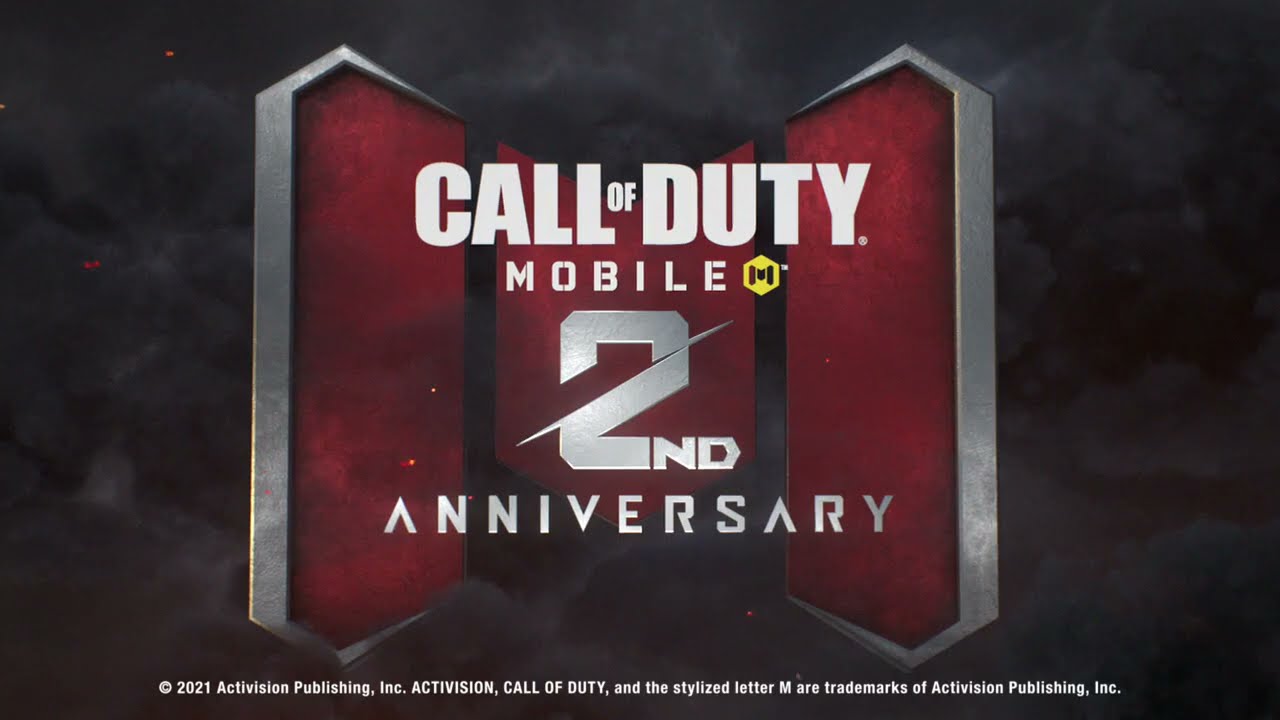 CALL OF DUTY®
MOBILE M™
2ND
ANNIVERSARY
© 2021 Activision Publishing, Inc. ACTIVISION, CALL OF DUTY, and the stylized letter M are trademarks of Activision Publishing, Inc.